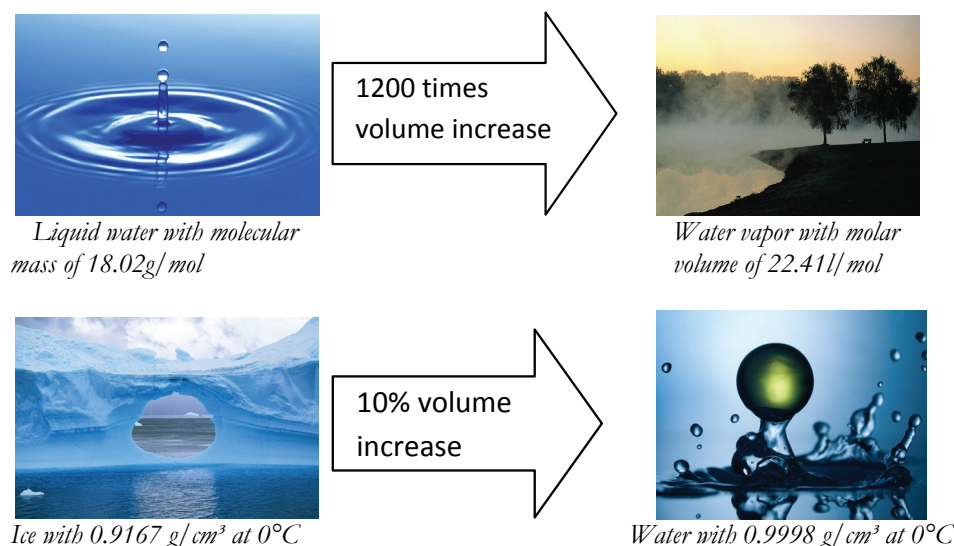 1200 times
volume increase
Liquid water with molecular
mass of 18.02g/mol
Water vapor with molar
volume of 22.41l/mol
10% volume
increase
Ice with 0.9167 g/cm³ at 0°C
Water with 0.9998 g/cm³ at 0°C